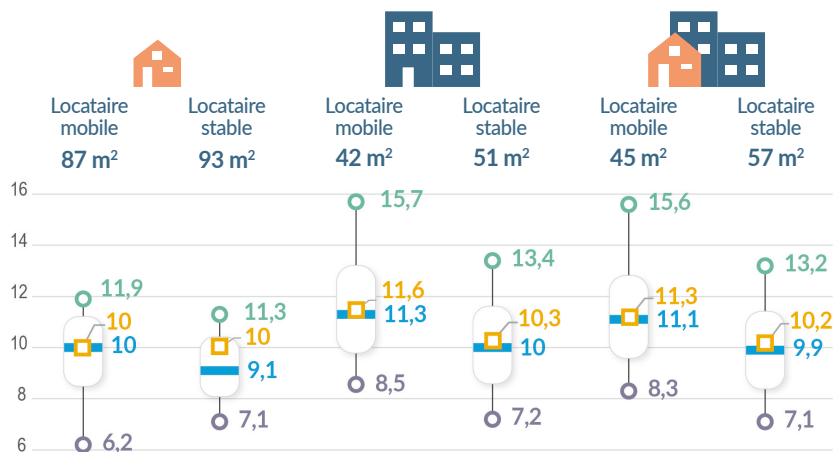 Locataire mobile
87 m²
Locataire stable
93 m²
Locataire mobile
42 m²
Locataire stable
51 m²
Locataire mobile
45 m²
Locataire stable
57 m²
16
14
12
10
8
6
11,9
10
10
6,2
11,3
10
9,1
7,1
15,7
11,6
11,3
8,5
13,4
10,3
10
7,2
15,6
11,3
11,1
8,3
13,2
10,2
9,9
7,1